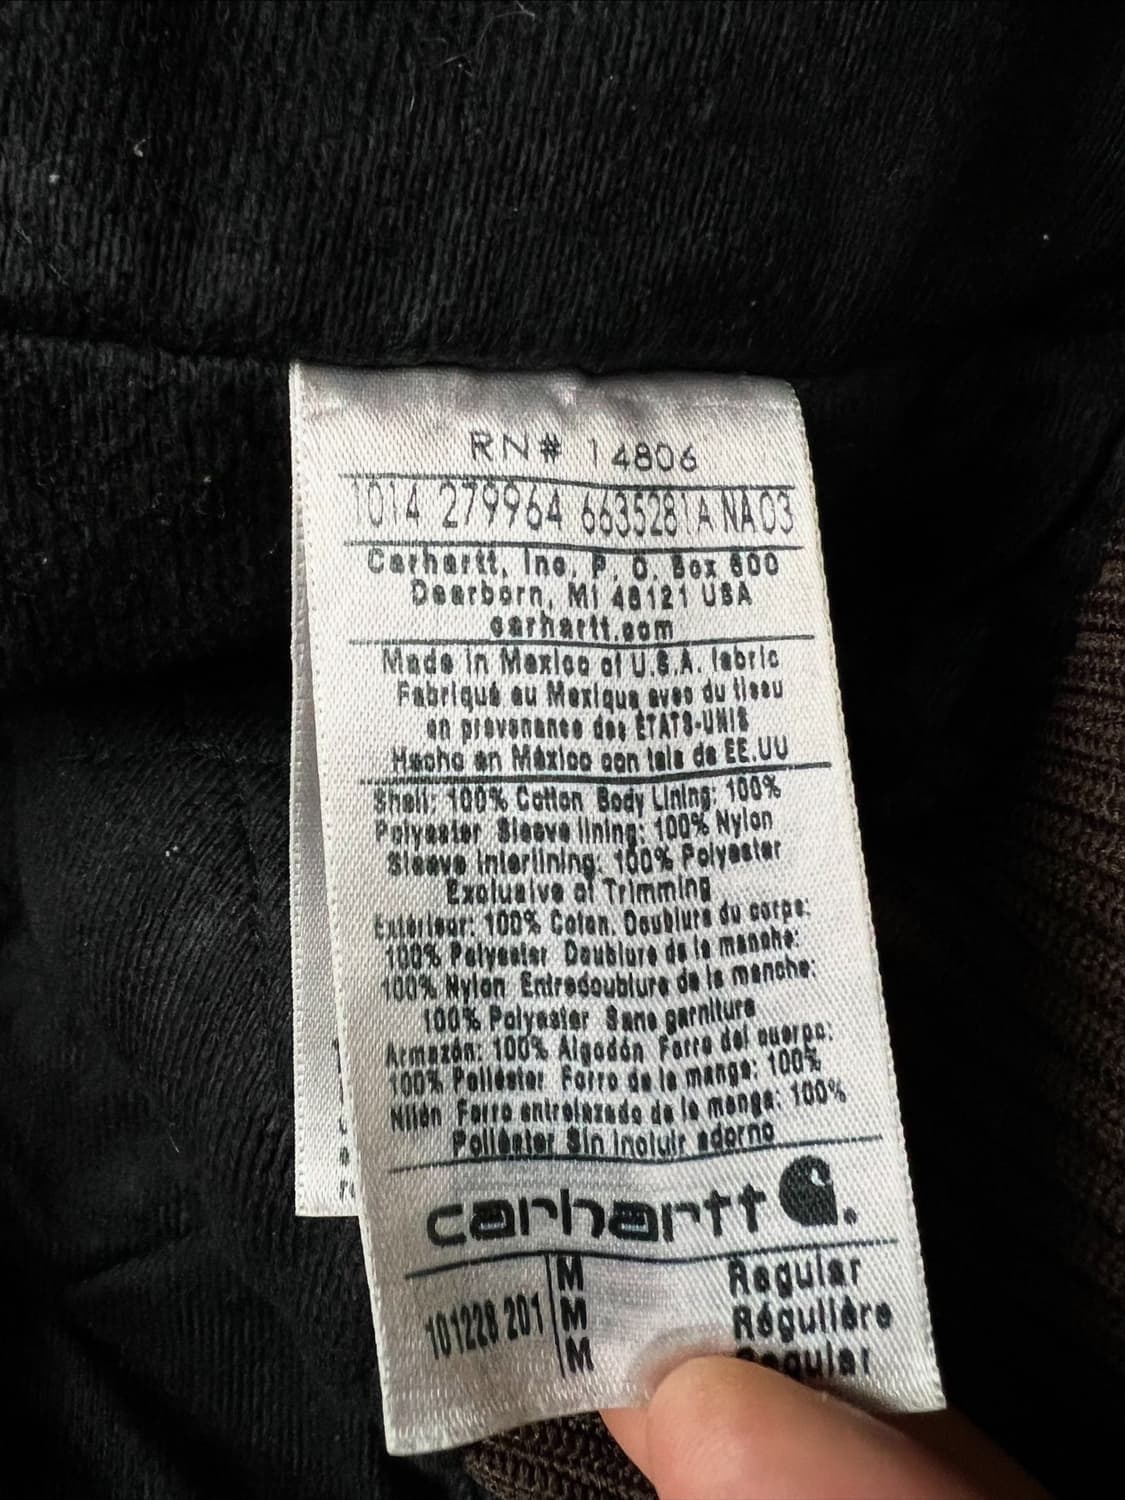 RN# 14806
1014 279964 6635281A NA03
Carhartt, Inc. P. O. Box 600
Dearborn, MI 48121 USA
carhartt.com
Made in Mexico of U.S.A. fabric
Fabriqué au Mexique avec du tissu
en provenance des ÉTATS-UNIS
Hecho en México con tela de EE.UU
Shell: 100% Cotton Body Lining: 100%
Polyester Sleeve lining: 100% Nylon
Sleeve Interlining: 100% Polyester
Exclusive of Trimming
Extérieur: 100% Coton. Doublure du corps:
100% Polyester Doublure de la manche:
100% Nylon Entredoublure de la manche:
100% Polyester Sans garniture
Armazón: 100% Algodón Forro del cuerpo:
100% Poliéster Forro de la manga: 100%
Nilón Forro entrelazado de la manga: 100%
Poliéster Sin incluir adorno
carhartt
101228 201
M Regular
M Régulière
M egular